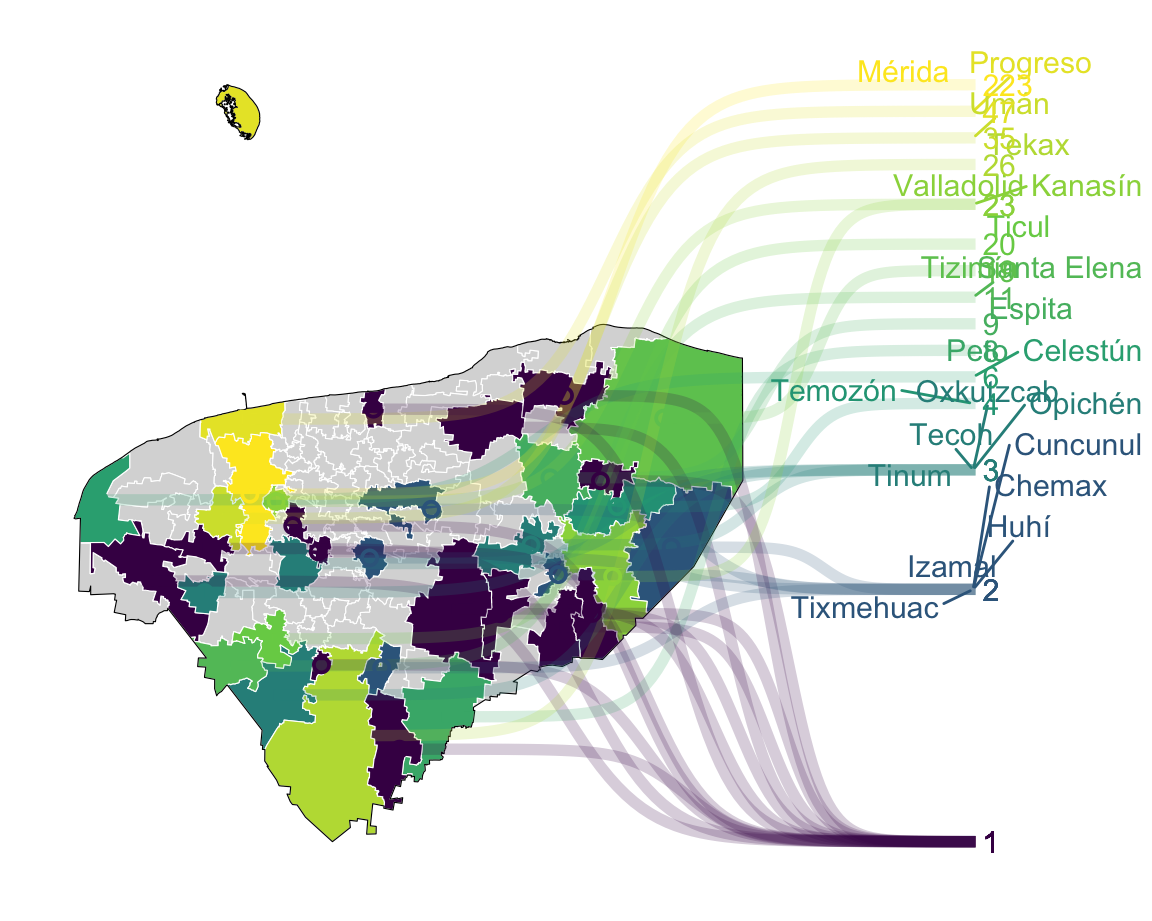 Progreso
Mérida
223
47
Umán
35
Tekax
26
Valladolid
Kanasín
23
Ticul
20
Tizimín
Santa Elena
11
Espita
9
8
Peto
Celestún
6
Temozón
Oxkutzcab
4
Opichén
Tecoh
Cuncunul
3
Tinum
Chemax
Huhí
Izamal
2
Tixmehuac
1